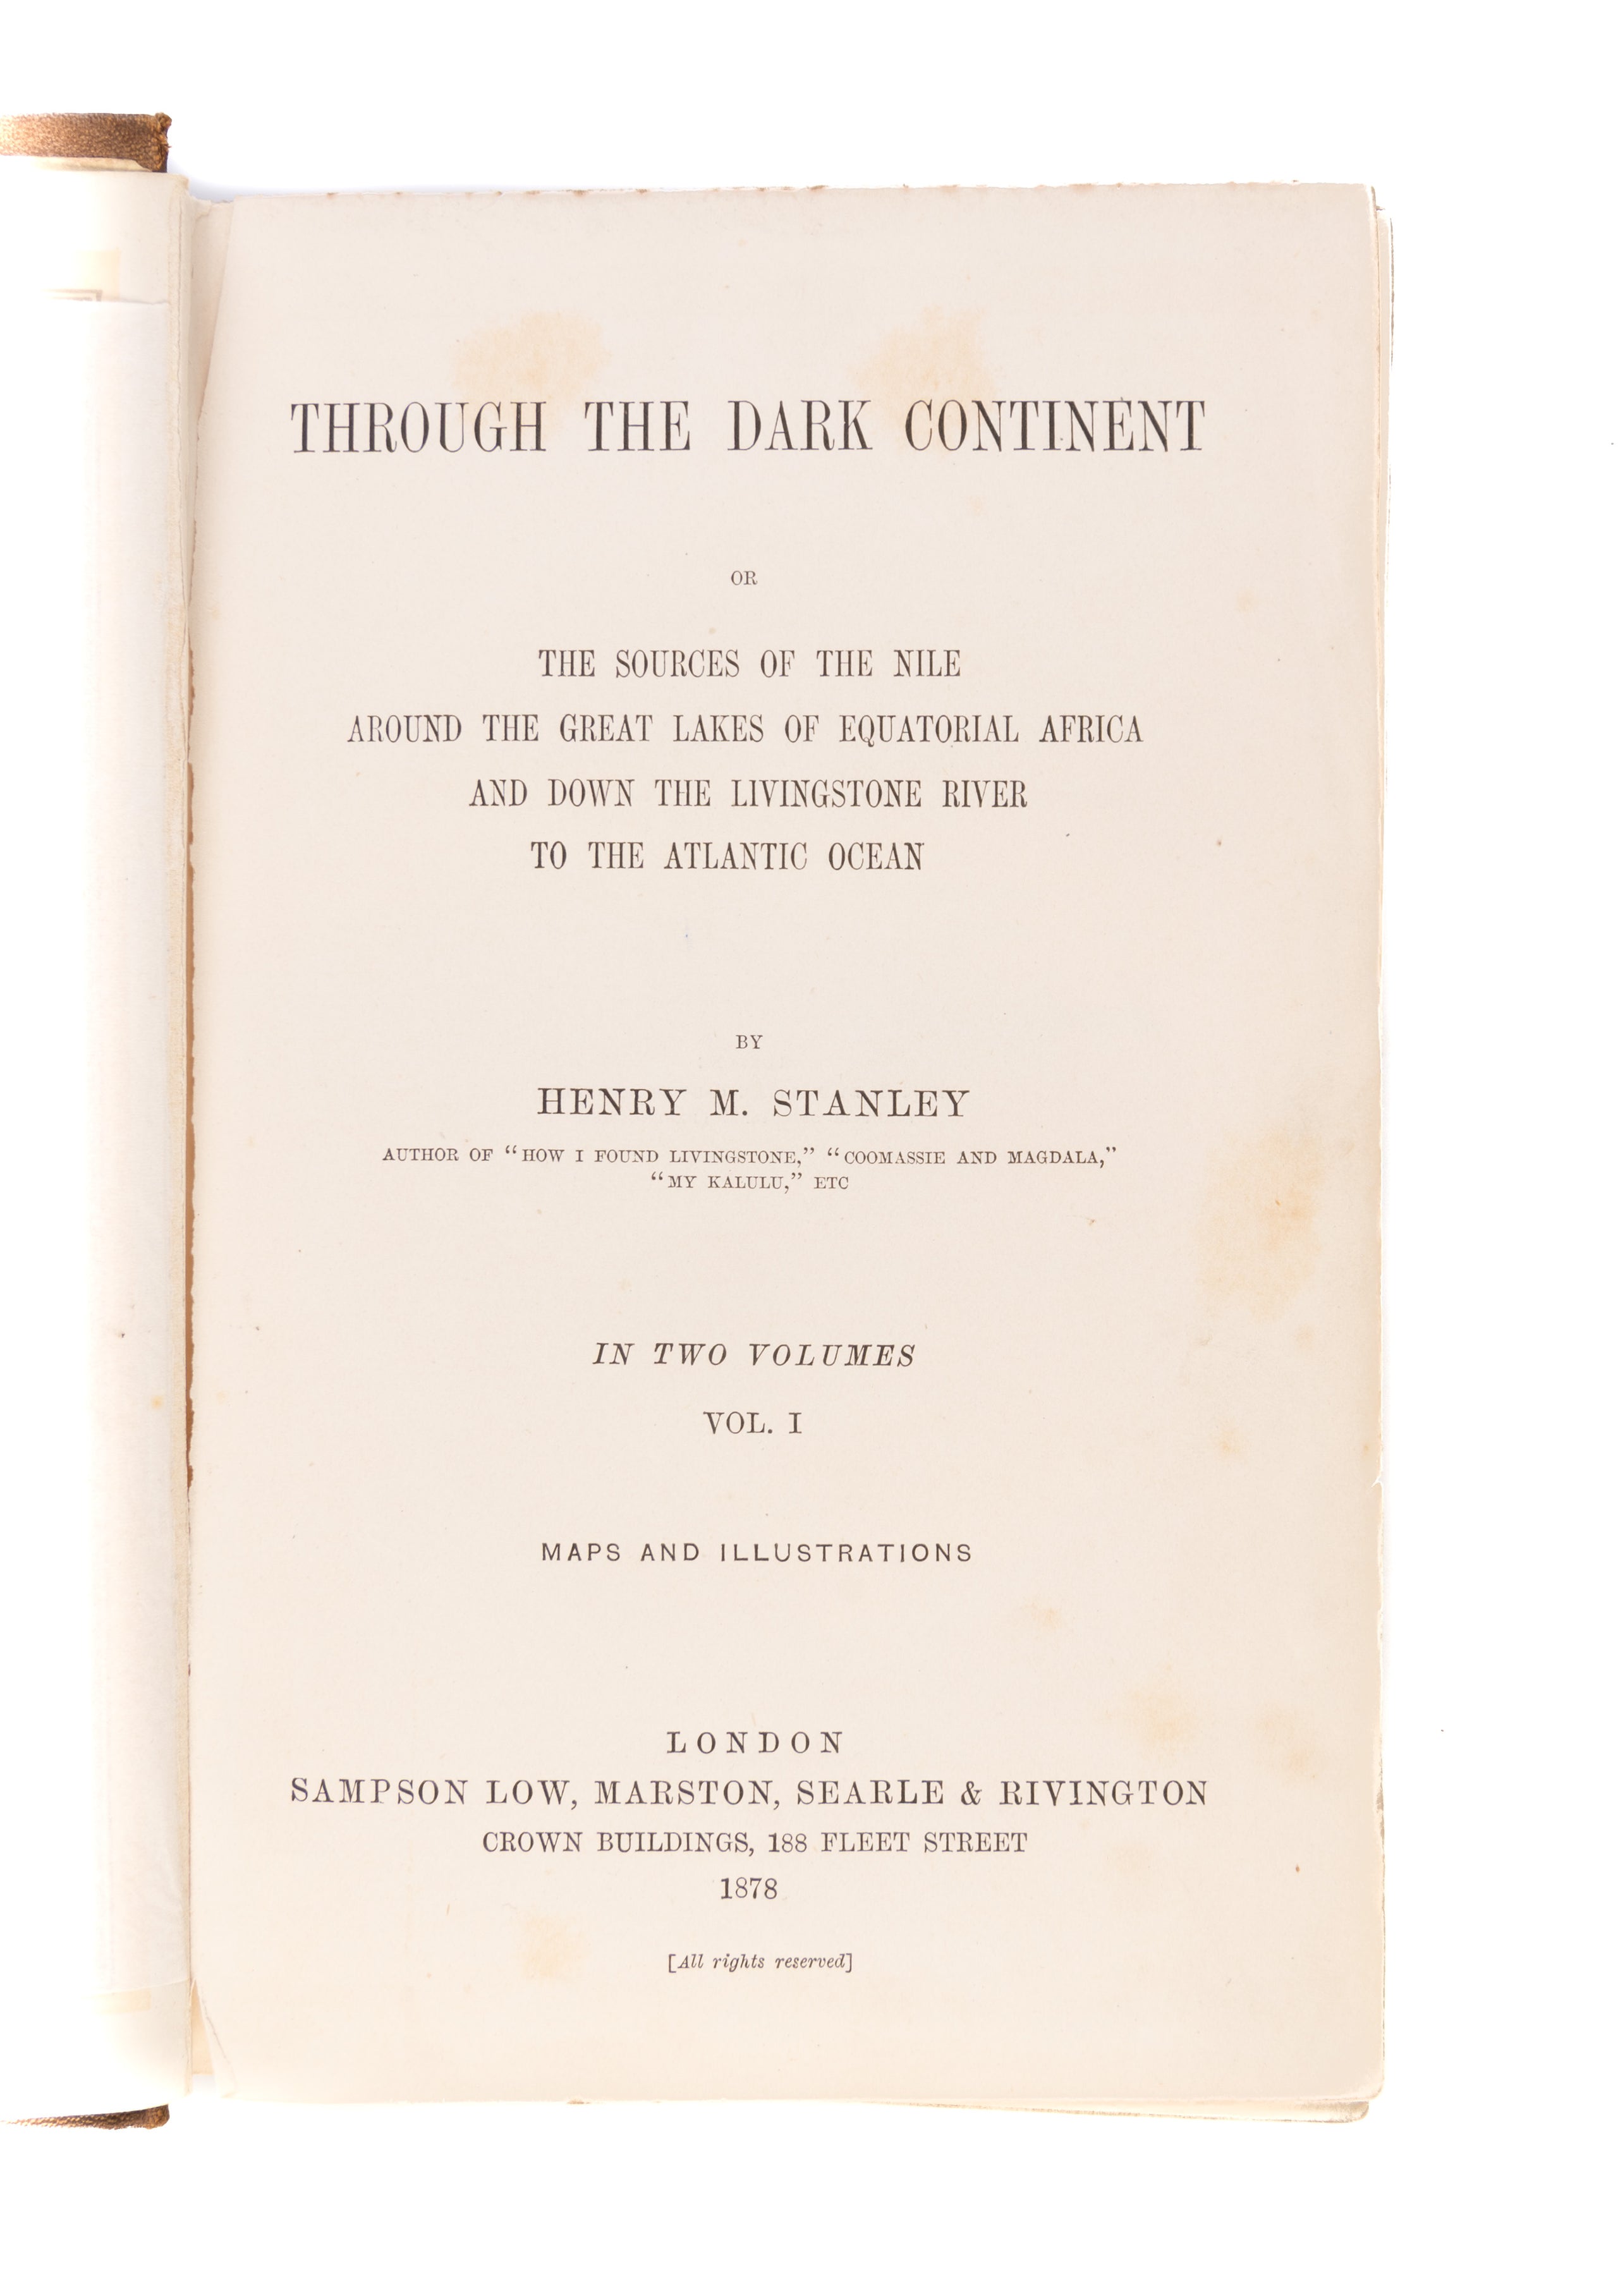 THROUGH THE DARK CONTINENT
OR
THE SOURCES OF THE NILE
AROUND THE GREAT LAKES OF EQUATORIAL AFRICA
AND DOWN THE LIVINGSTONE RIVER
TO THE ATLANTIC OCEAN
BY
HENRY M. STANLEY
AUTHOR OF “HOW I FOUND LIVINGSTONE,” “COOMASSIE AND MAGDALA,”
“MY KALULU,” ETC
IN TWO VOLUMES
VOL. I
MAPS AND ILLUSTRATIONS
LONDON
SAMPSON LOW, MARSTON, SEARLE & RIVINGTON
CROWN BUILDINGS, 188 FLEET STREET
1878
[All rights reserved]